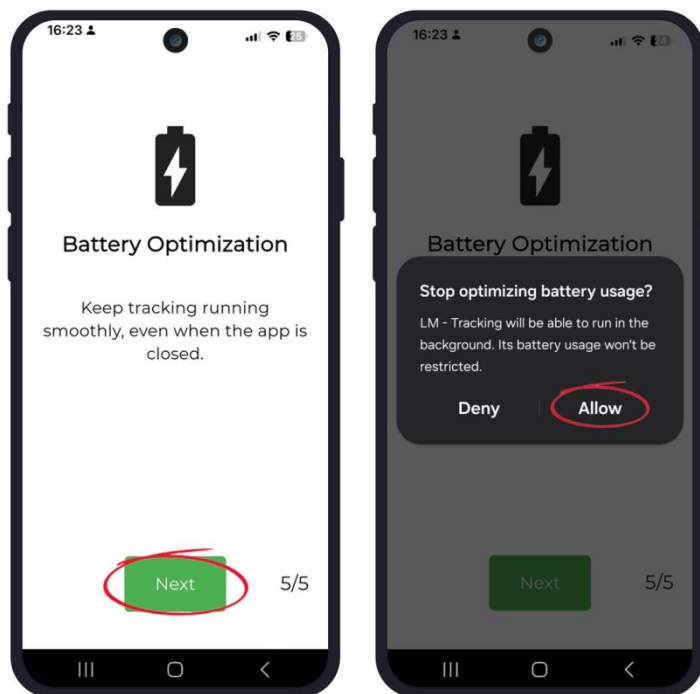 16:23
25
Battery Optimization
Keep tracking running
smoothly, even when the app is
closed.
Next
5/5
16:23
24
Battery Optimization
Stop optimizing battery usage?
LM - Tracking will be able to run in the
background. Its battery usage won't be
restricted.
Deny
Allow
Next
5/5